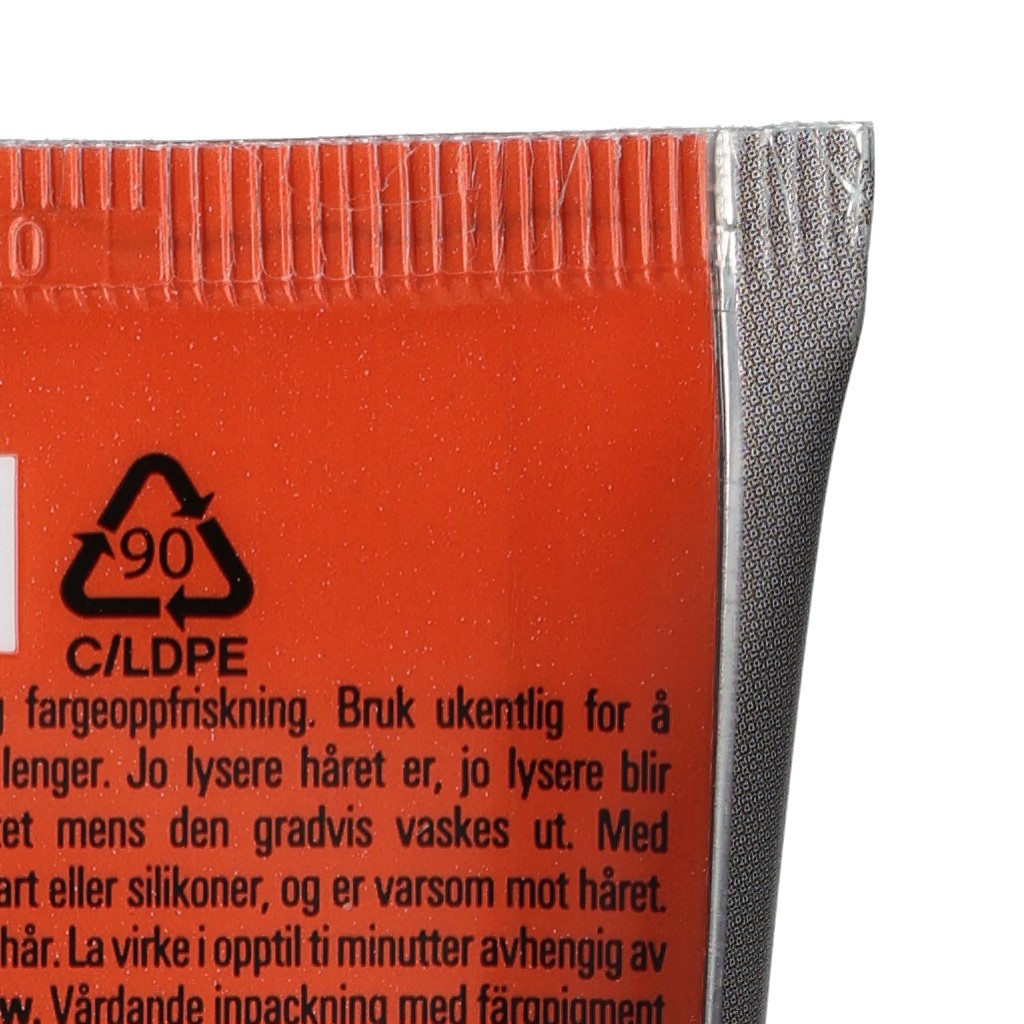 0
90
C/LDPE
fargeoppfriskning. Bruk ukentlig for å
lenger. Jo lysere håret er, jo lysere blir
mens den gradvis vaskes ut. Med
eller silikoner, og er varsom mot håret.
hår. La virke i opptil ti minutter avhengig av
Vårdande inpackning med färgpigment